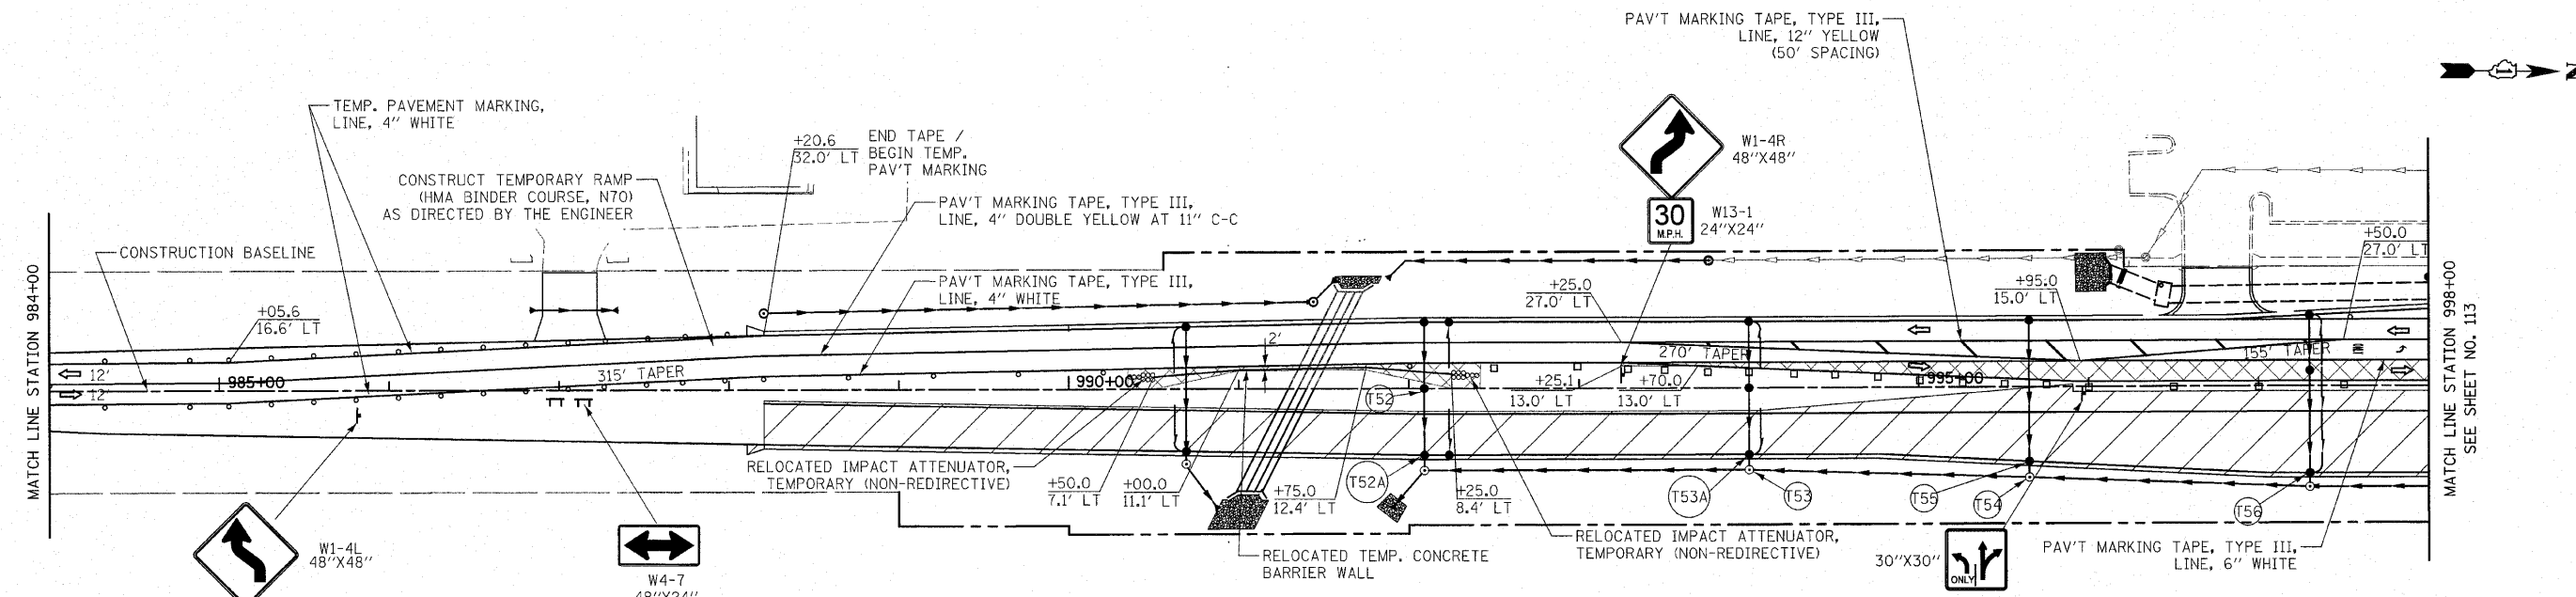 PAV'T MARKING TAPE, TYPE III,
LINE, 12" YELLOW
(50' SPACING)
N
TEMP. PAVEMENT MARKING,
LINE, 4" WHITE
+20.6
32.0' LT
END TAPE /
BEGIN TEMP.
PAV'T MARKING
W1-4R
48"X48"
CONSTRUCT TEMPORARY RAMP
(HMA BINDER COURSE, N70)
AS DIRECTED BY THE ENGINEER
PAV'T MARKING TAPE, TYPE III,
LINE, 4" DOUBLE YELLOW AT 11" C-C
30
M.P.H.
W13-1
24"X24"
CONSTRUCTION BASELINE
+50.0
27.0' LT
PAV'T MARKING TAPE, TYPE III,
LINE, 4" WHITE
+25.0
27.0' LT
+95.0
15.0' LT
+05.6
16.6' LT
MATCH LINE STATION 984+00
MATCH LINE STATION 998+00
SEE SHEET NO. 113
2'
12'
12'
985+00
315' TAPER
990+00
270' TAPER
995+00
155' TAPER
+25.1
13.0' LT
+70.0
13.0' LT
T52
RELOCATED IMPACT ATTENUATOR,
TEMPORARY (NON-REDIRECTIVE)
+50.0
7.1' LT
+00.0
11.1' LT
+75.0
12.4' LT
T52A
+25.0
8.4' LT
T53A
T53
T55
T54
T56
W1-4L
48"X48"
W4-7
48"X24"
RELOCATED TEMP. CONCRETE
BARRIER WALL
RELOCATED IMPACT ATTENUATOR,
TEMPORARY (NON-REDIRECTIVE)
30"X30"
ONLY
PAV'T MARKING TAPE, TYPE III,
LINE, 6" WHITE